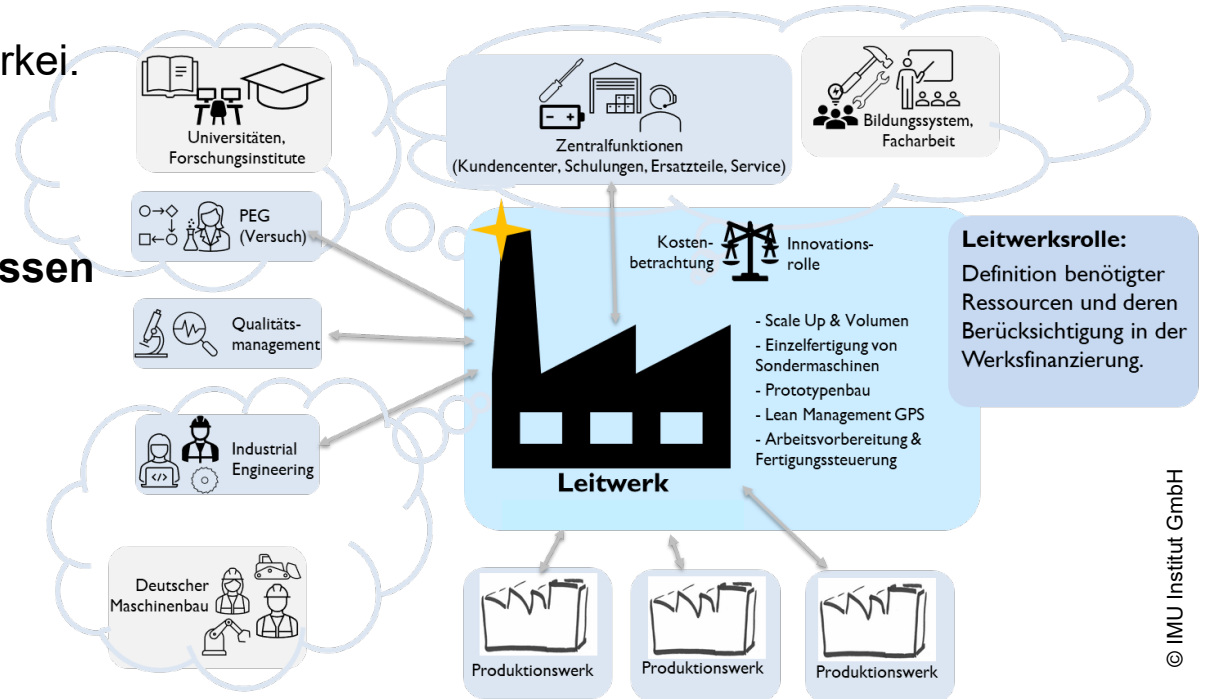 rkei.
ssen
Universitäten,
Forschungsinstitute
Zentralfunktionen
(Kundencenter, Schulungen, Ersatzteile, Service)
Bildungssystem,
Facharbeit
PEG
(Versuch)
Qualitäts-
management
Industrial
Engineering
Deutscher
Maschinenbau
Kosten-
betrachtung
Innovations-
rolle
- Scale Up & Volumen
- Einzelfertigung von
Sondermaschinen
- Prototypenbau
- Lean Management GPS
- Arbeitsvorbereitung &
Fertigungssteuerung
Leitwerk
Leitwerksrolle:
Definition benötigter
Ressourcen und deren
Berücksichtigung in der
Werksfinanzierung.
Produktionswerk
Produktionswerk
Produktionswerk
© IMU Institut GmbH